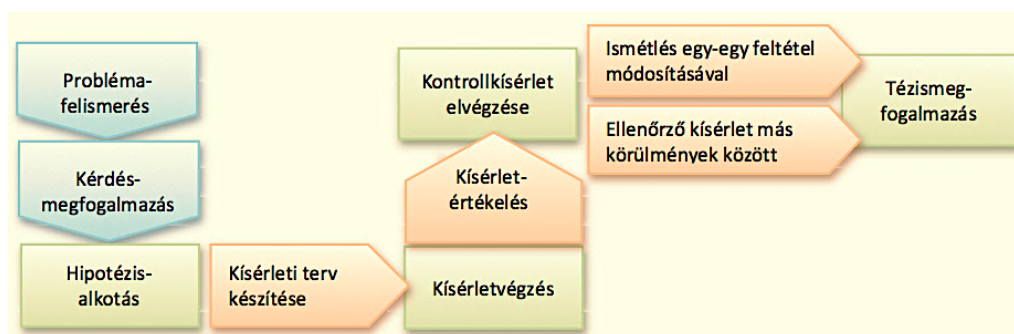 Probléma-
felismerés
Kérdés-
megfogalmazás
Hipotézis-
alkotás
Kísérleti terv
készítése
Kísérletvégzés
Kísérlet-
értékelés
Kontrollkísérlet
elvégzése
Ismétlés egy-egy feltétel
módosításával
Ellenőrző kísérlet más
körülmények között
Tézismeg-
fogalmazás